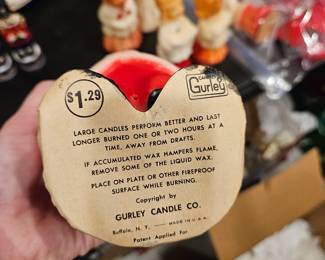 $1.29
Gurley
LARGE CANDLES PERFORM BETTER AND LAST
LONGER BURNED ONE OR TWO HOURS AT A
TIME, AWAY FROM DRAFTS.
IF ACCUMULATED WAX HAMPERS FLAME,
REMOVE SOME OF THE LIQUID WAX.
PLACE ON PLATE OR OTHER FIREPROOF
SURFACE WHILE BURNING.
Copyright by
GURLEY CANDLE CO.
Buffalo, N. Y. — MADE IN U.S.A.
Patent Applied For